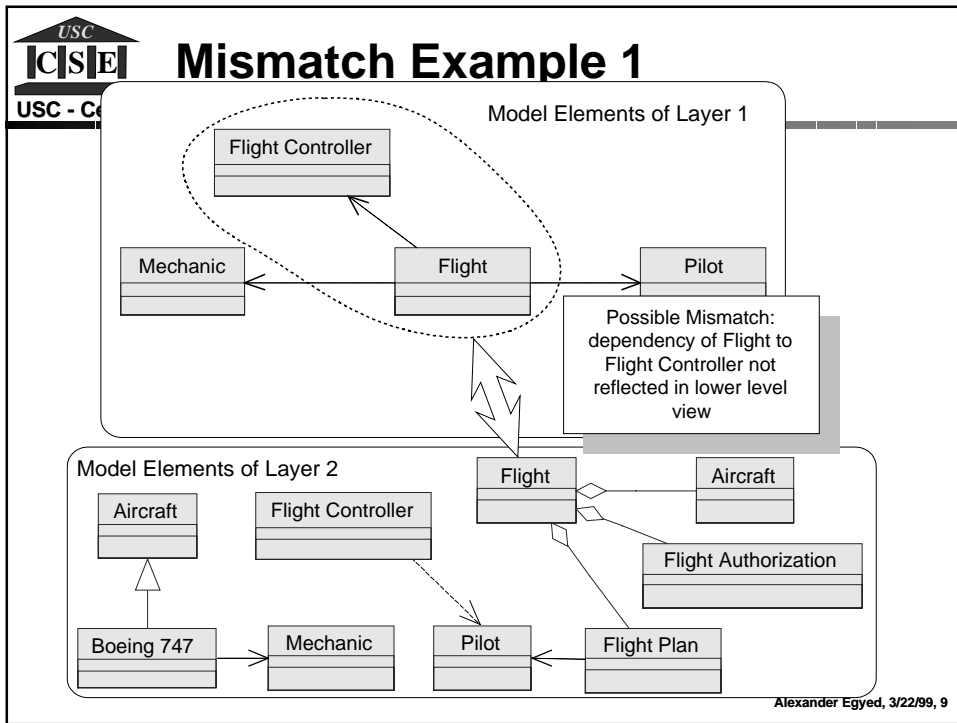 USC
C S E
USC - Ce
Mismatch Example 1
Model Elements of Layer 1
Flight Controller
Mechanic
Flight
Pilot
Possible Mismatch:
dependency of Flight to
Flight Controller not
reflected in lower level
view
Model Elements of Layer 2
Flight
Aircraft
Aircraft
Flight Controller
Flight Authorization
Boeing 747
Mechanic
Pilot
Flight Plan
Alexander Egyed, 3/22/99, 9